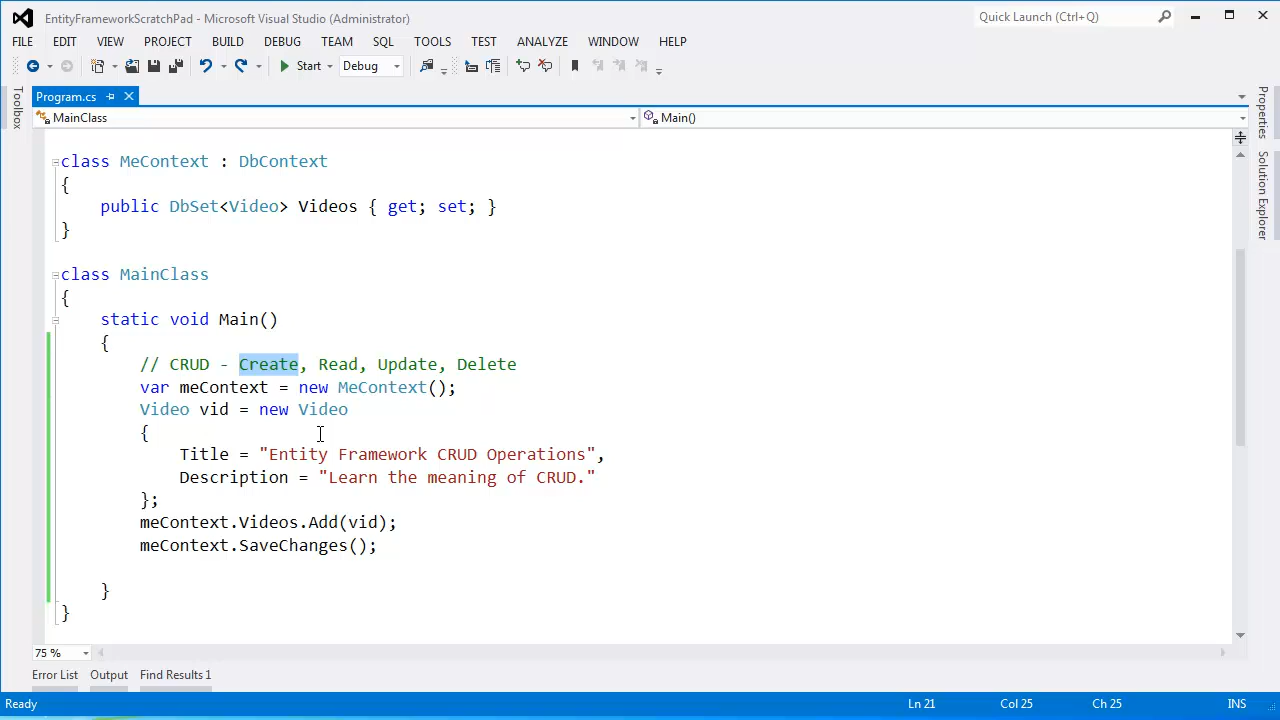 EntityFrameworkScratchPad - Microsoft Visual Studio (Administrator)
Quick Launch (Ctrl+Q)
FILE EDIT VIEW PROJECT BUILD DEBUG TEAM SQL TOOLS TEST ANALYZE WINDOW HELP
Start Debug
Toolbox
Program.cs
Properties
Solution Explorer
MainClass Main()
class MeContext : DbContext
{
public DbSet<Video> Videos { get; set; }
}
class MainClass
{
static void Main()
{
// CRUD - Create, Read, Update, Delete
var meContext = new MeContext();
Video vid = new Video
{
Title = "Entity Framework CRUD Operations",
Description = "Learn the meaning of CRUD."
};
meContext.Videos.Add(vid);
meContext.SaveChanges();
}
}
75 %
Error List Output Find Results 1
Ready Ln 21 Col 25 Ch 25 INS